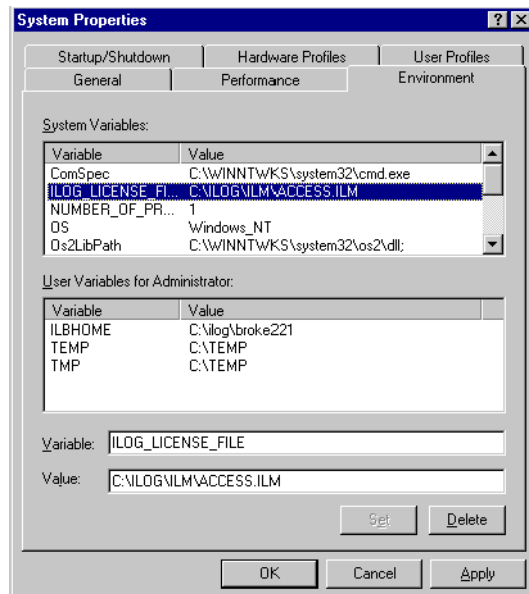 System Properties
Startup/Shutdown Hardware Profiles User Profiles
General Performance Environment
System Variables:
Variable Value
ComSpec C:\WINNTWKS\system32\cmd.exe
ILOG_LICENSE_FI... C:\ILOG\ILM\ACCESS.ILM
NUMBER_OF_PR... 1
OS Windows_NT
Os2LibPath C:\WINNTWKS\system32\os2\dll;
User Variables for Administrator:
Variable Value
ILBHOME C:\ilog\broke221
TEMP C:\TEMP
TMP C:\TEMP
Variable: ILOG_LICENSE_FILE
Value: C:\ILOG\ILM\ACCESS.ILM
Set Delete
OK Cancel Apply